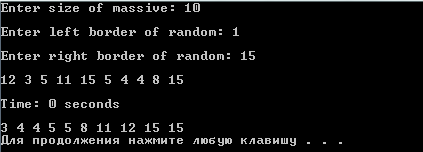 Enter size of massive: 10
Enter left border of random: 1
Enter right border of random: 15
12 3 5 11 15 5 4 4 8 15
Time: 0 seconds
3 4 4 5 5 8 11 12 15 15
Для продолжения нажмите любую клавишу . . .